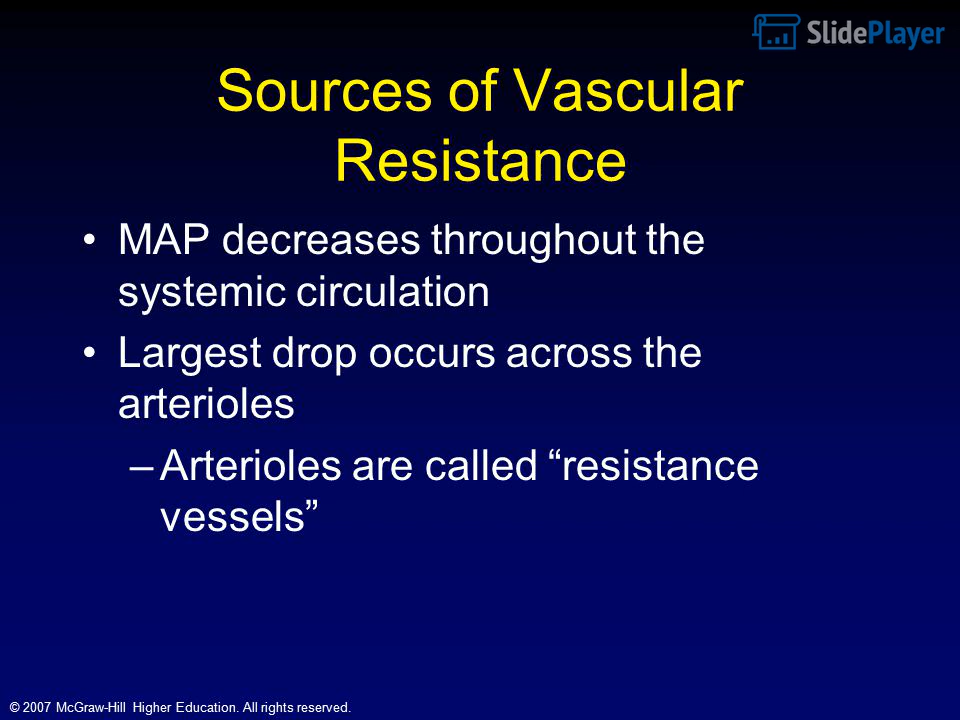 SlidePlayer
Sources of Vascular
Resistance
• MAP decreases throughout the
systemic circulation
• Largest drop occurs across the
arterioles
– Arterioles are called “resistance
vessels”
© 2007 McGraw-Hill Higher Education. All rights reserved.